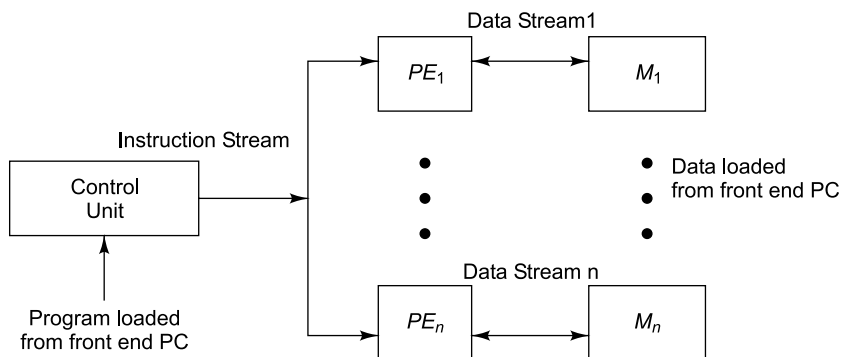 Data Stream1
PE1
M1
Instruction Stream
Control
Unit
Data loaded
from front end PC
Data Stream n
PEn
Mn
Program loaded
from front end PC